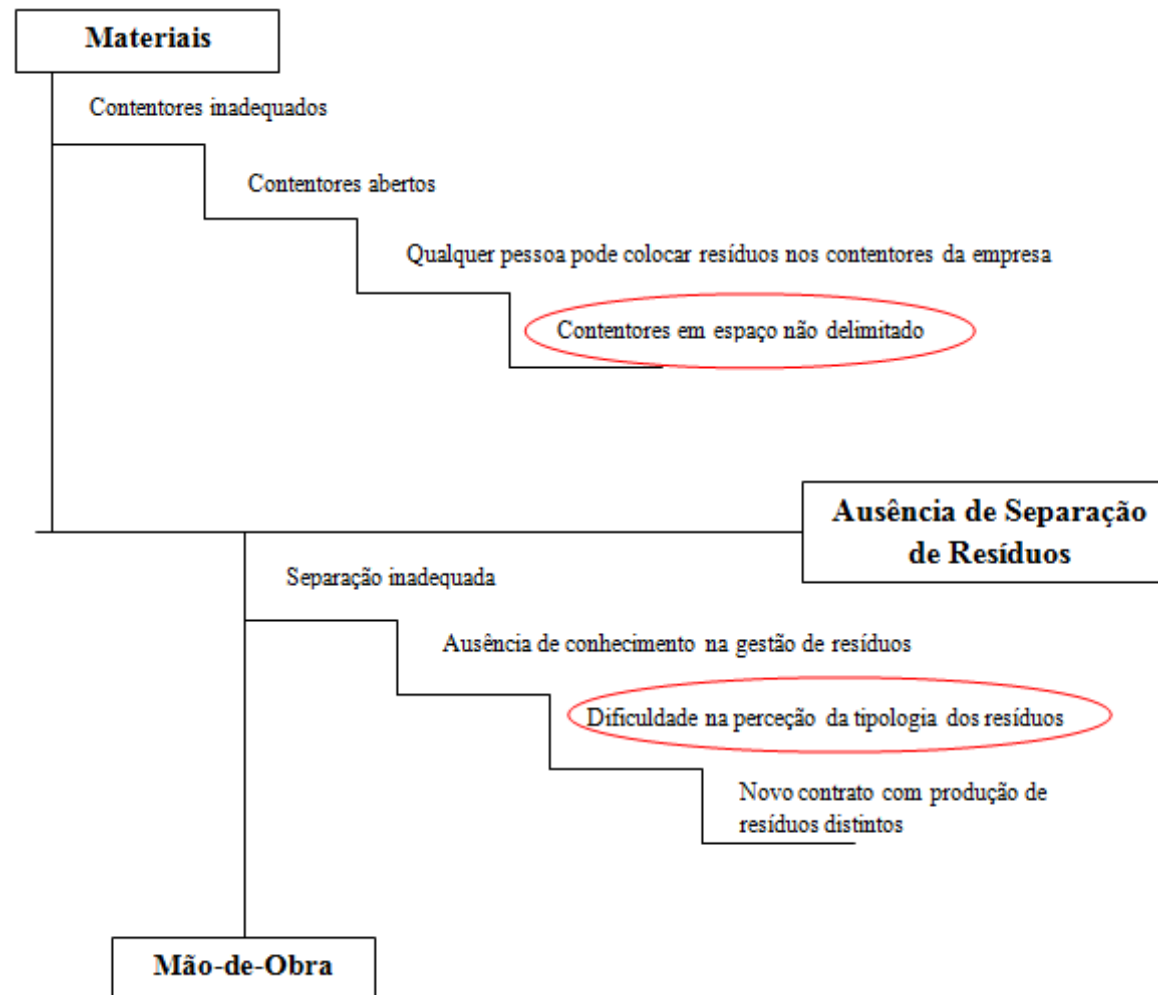 Materiais
Contentores inadequados
Contentores abertos
Qualquer pessoa pode colocar resíduos nos contentores da empresa
Contentores em espaço não delimitado
Ausência de Separação
de Resíduos
Separação inadequada
Ausência de conhecimento na gestão de resíduos
Dificuldade na perceção da tipologia dos resíduos
Novo contrato com produção de
resíduos distintos
Mão-de-Obra